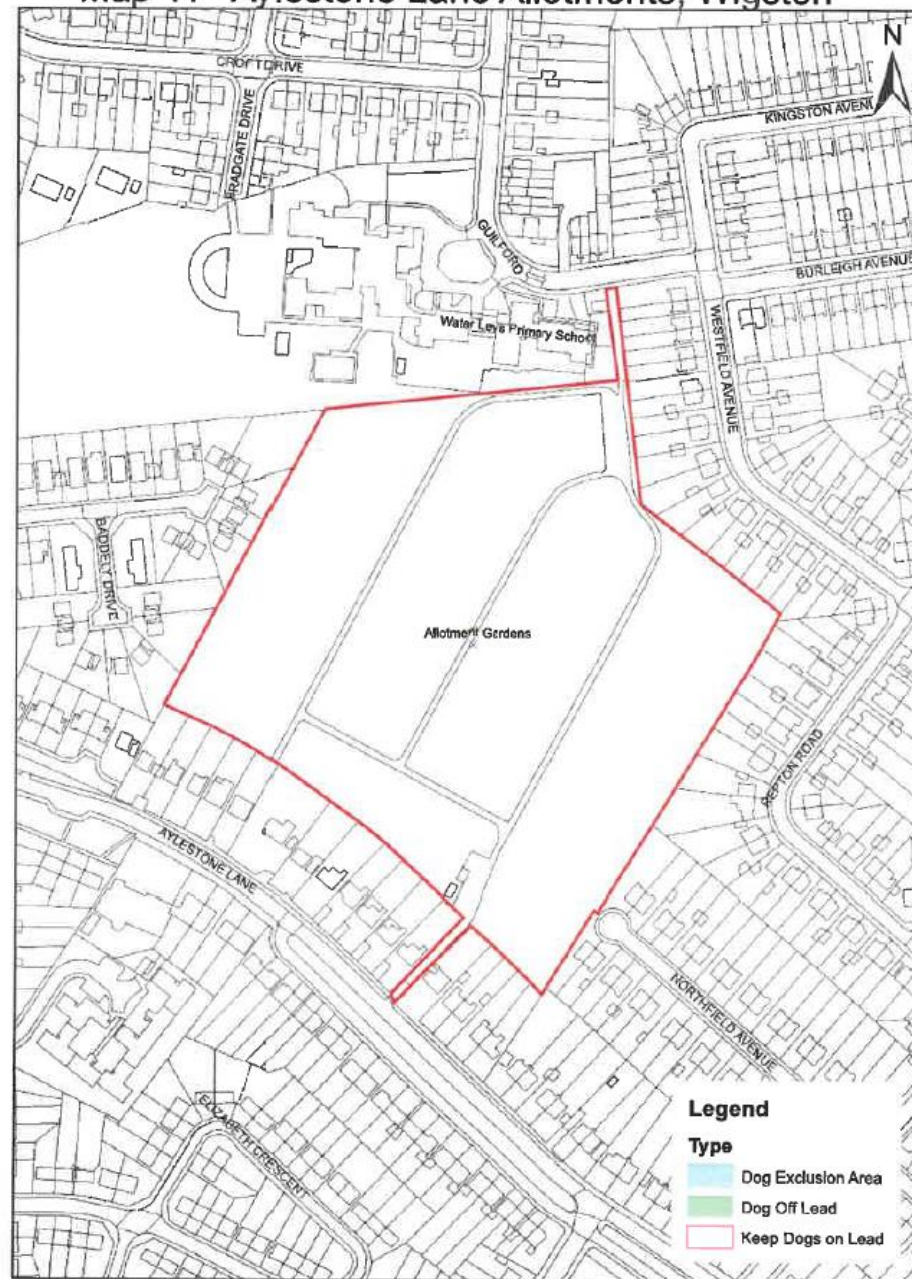 Aylestone Lane Allotments, Wigston
N
CROFT DRIVE
KINGSTON AVENUE
BRADGATE DRIVE
GUILFORD
BURLEIGH AVENUE
Water Leys Primary School
WESTFIELD AVENUE
BADDELY DRIVE
Allotment Gardens
REPTON ROAD
AYLESTONE LANE
NORTHFIELD AVENUE
ELIZABETH CRESCENT
Legend
Type
Dog Exclusion Area
Dog Off Lead
Keep Dogs on Lead